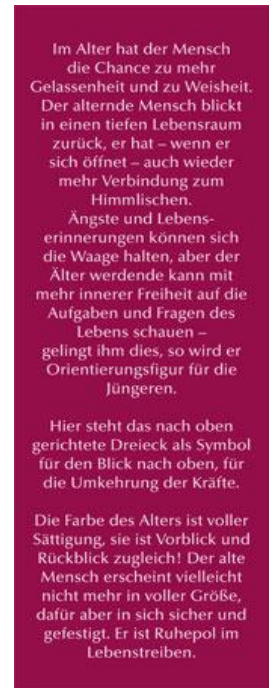 Im Alter hat der Mensch
die Chance zu mehr
Gelassenheit und zu Weisheit.
Der alternde Mensch blickt
in einen tiefen Lebensraum
zurück, er hat – wenn er
sich öffnet – auch wieder
mehr Verbindung zum
Himmlischen.
Ängste und Lebens-
erinnerungen können sich
die Waage halten, aber der
Älter werdende kann mit
mehr innerer Freiheit auf die
Aufgaben und Fragen des
Lebens schauen –
gelingt ihm dies, so wird er
Orientierungsfigur für die
Jüngeren.
Hier steht das nach oben
gerichtete Dreieck als Symbol
für den Blick nach oben, für
die Umkehrung der Kräfte.
Die Farbe des Alters ist voller
Sättigung, sie ist Vorblick und
Rückblick zugleich! Der alte
Mensch erscheint vielleicht
nicht mehr in voller Größe,
dafür aber in sich sicher und
gefestigt. Er ist Ruhepol im
Lebenstreiben.